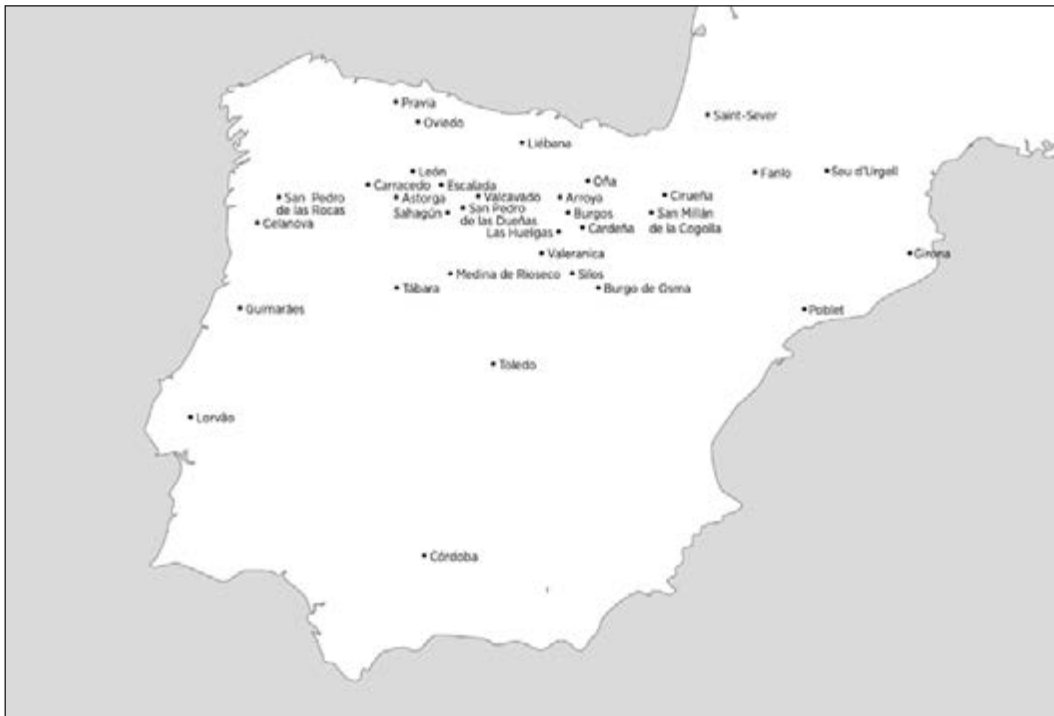 Pravia
Oviedo
Saint-Sever
Liébana
León
Fanlo
Seu d'Urgell
Oña
Carracedo
Escalada
Cirueña
San Pedro
de las Rocas
Astorga
Valcavado
Arroyo
San Pedro
de las Dueñas
Sahagún
Burgos
San Millán
de la Cogolla
Celanova
Cardeña
Las Huelgas
Valeranica
Girona
Medina de Rioseco
Silos
Tábara
Burgo de Osma
Guimarães
Poblet
Toledo
Lorvão
Córdoba